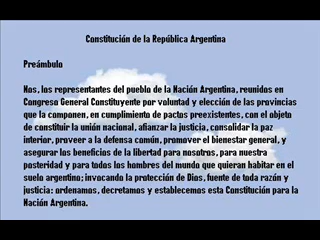 Constitución de la República Argentina
Preámbulo
Nos, los representantes del pueblo de la Nación Argentina, reunidos en
Congreso General Constituyente por voluntad y elección de las provincias
que la componen, en cumplimiento de pactos preexistentes, con el objeto
de constituir la unión nacional, afianzar la justicia, consolidar la paz
interior, proveer a la defensa común, promover el bienestar general, y
asegurar los beneficios de la libertad para nosotros, para nuestra
posteridad y para todos los hombres del mundo que quieran habitar en el
suelo argentino; invocando la protección de Dios, fuente de toda razón y
justicia: ordenamos, decretamos y establecemos esta Constitución para la
Nación Argentina.